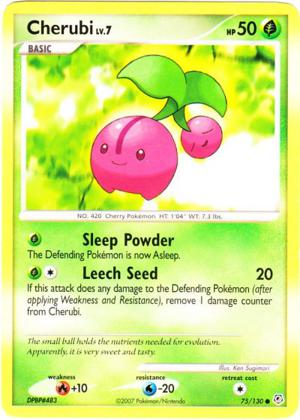 Cherubi LV.7 HP 50
BASIC
NO. 420 Cherry Pokémon HT: 1'04" WT: 7.3 lbs.
Sleep Powder
The Defending Pokémon is now Asleep.
Leech Seed 20
If this attack does any damage to the Defending Pokémon (after
applying Weakness and Resistance), remove 1 damage counter
from Cherubi.
Illus. Ken Sugimori
The small ball holds the nutrients needed for evolution.
Apparently, it is very sweet and tasty.
weakness resistance retreat cost
+10 -20
DPBP#483 ©2007 Pokémon/Nintendo 75/130